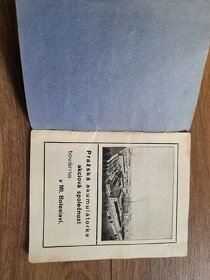 Pražská akumulátorka
akciová společnost
továrna
v Ml. Boleslavi.